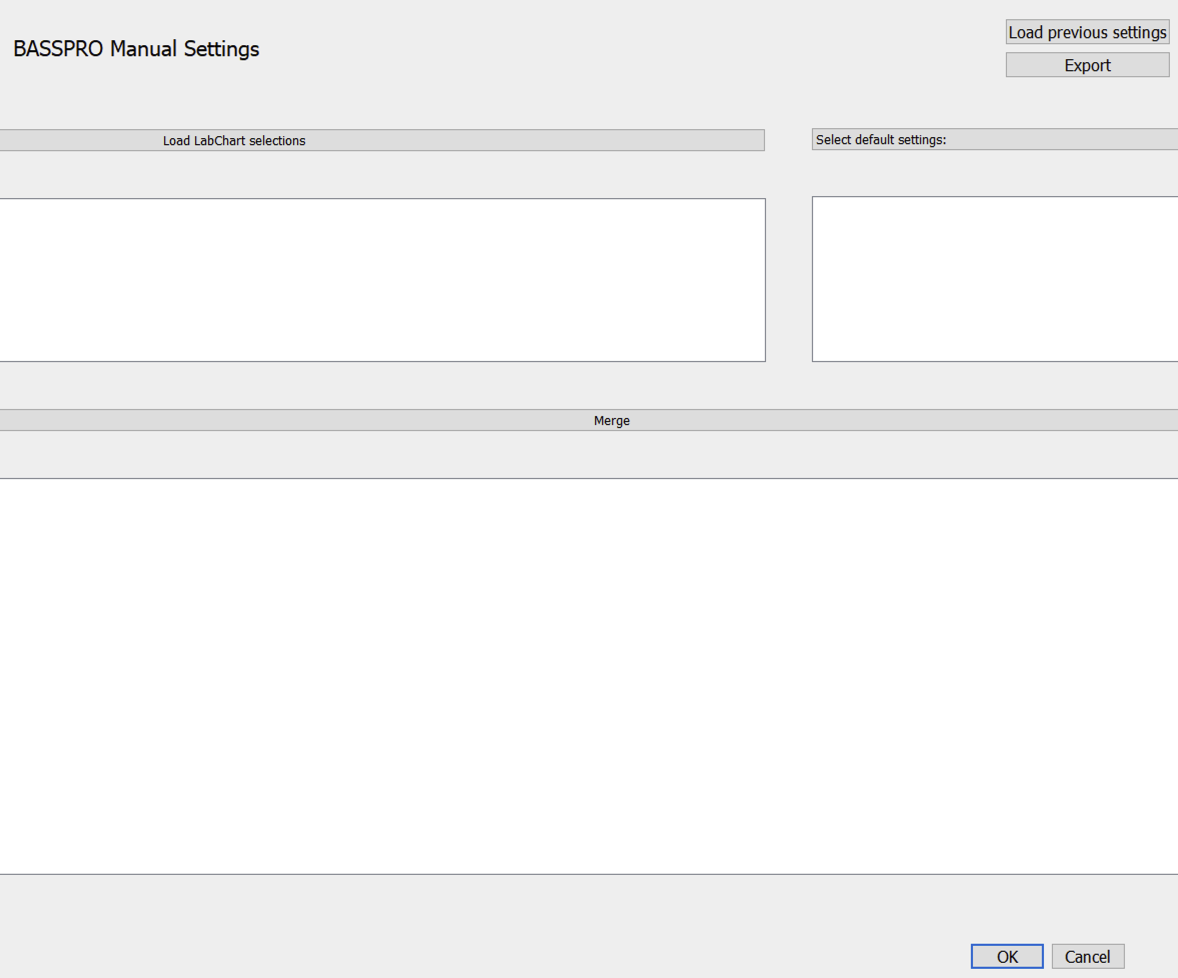 BASSPRO Manual Settings
Load previous settings
Export
Load LabChart selections
Select default settings:
Merge
OK
Cancel